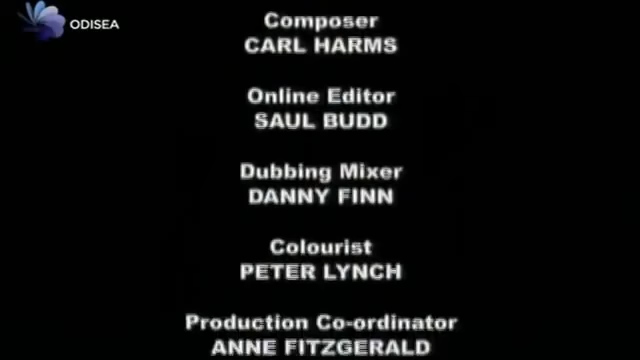 ODISEA
Composer
CARL HARMS
Online Editor
SAUL BUDD
Dubbing Mixer
DANNY FINN
Colourist
PETER LYNCH
Production Co-ordinator
ANNE FITZGERALD